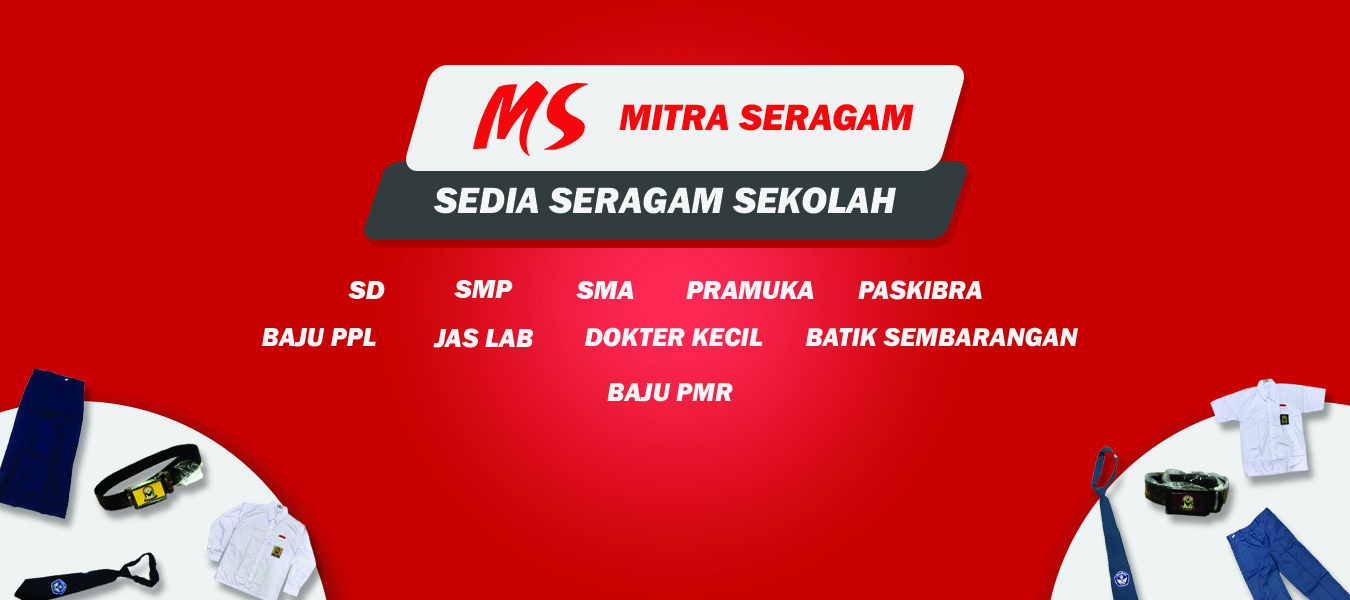 MS MITRA SERAGAM
SEDIA SERAGAM SEKOLAH
SD SMP SMA PRAMUKA PASKIBRA
BAJU PPL JAS LAB DOKTER KECIL BATIK SEMBARANGAN
BAJU PMR